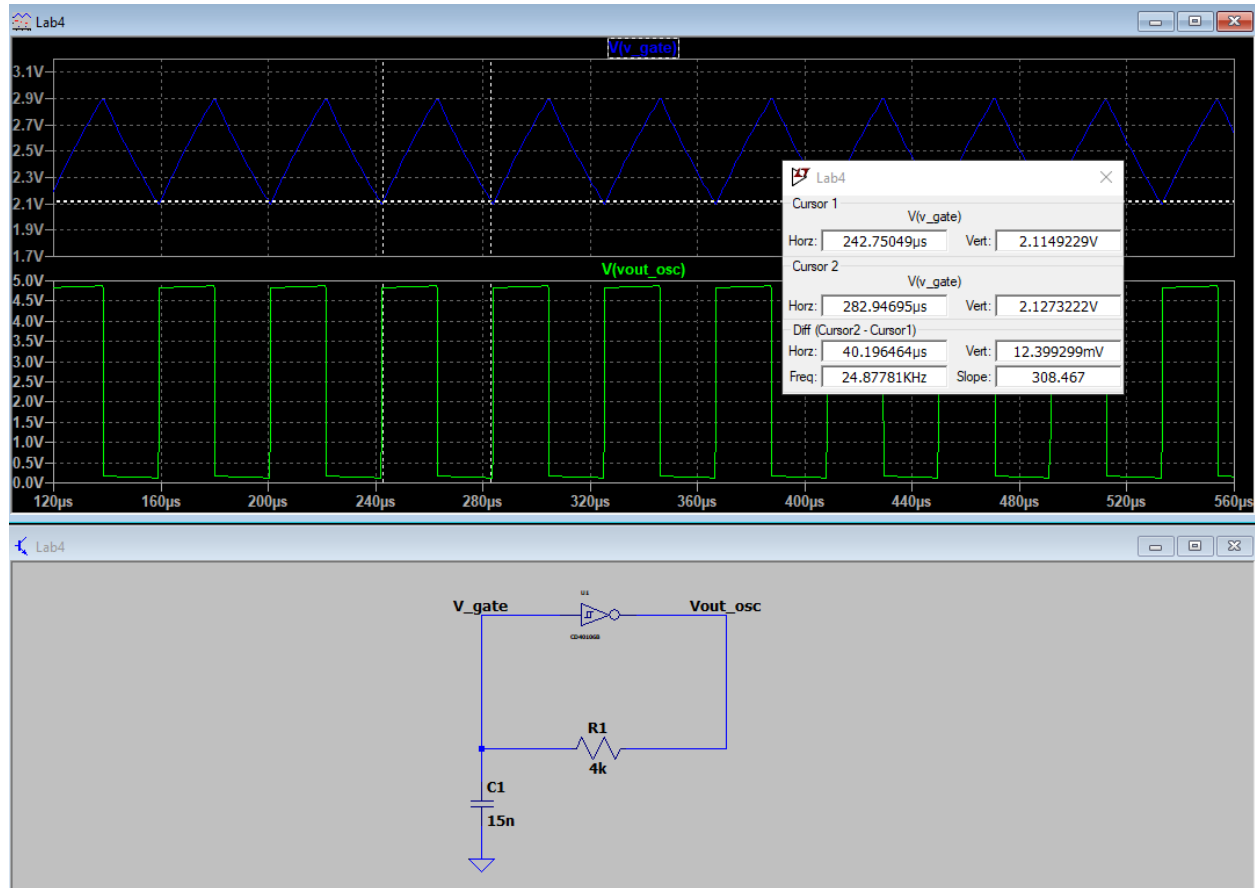 Lab4
V(v_gate)
3.1V
2.9V
2.7V
2.5V
2.3V
2.1V
1.9V
1.7V
Lab4
Cursor 1
V(v_gate)
Horz: 242.75049µs Vert: 2.1149229V
Cursor 2
V(v_gate)
Horz: 282.94695µs Vert: 2.1273222V
Diff (Cursor2 - Cursor1)
Horz: 40.196464µs Vert: 12.399299mV
Freq: 24.87781KHz Slope: 308.467
V(vout_osc)
5.0V
4.5V
4.0V
3.5V
3.0V
2.5V
2.0V
1.5V
1.0V
0.5V
0.0V
120µs 160µs 200µs 240µs 280µs 320µs 360µs 400µs 440µs 480µs 520µs 560µs
Lab4
U1
V_gate Vout_osc
CD40106B
R1
4k
C1
15n